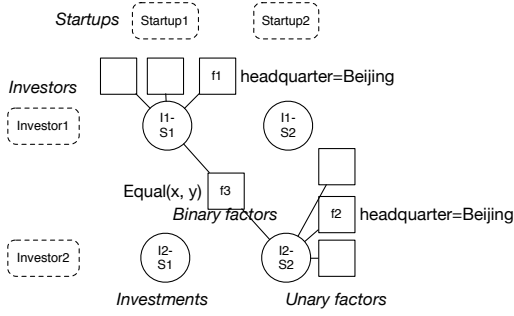 Startups
Startup1
Startup2
Investors
f1
headquarter=Beijing
Investor1
I1-
S1
I1-
S2
Equal(x, y)
f3
Binary factors
f2
headquarter=Beijing
Investor2
I2-
S1
I2-
S2
Investments
Unary factors